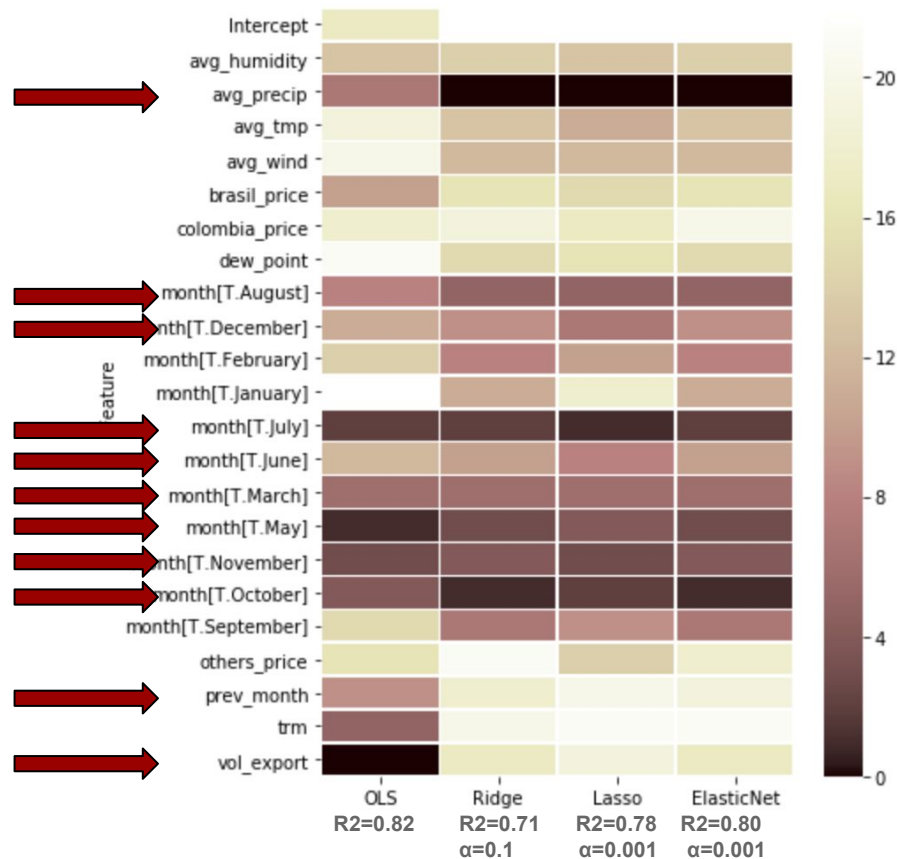 Intercept
avg_humidity
avg_precip
avg_tmp
avg_wind
brasil_price
colombia_price
dew_point
month[T.August]
nth[T.December]
month[T.February]
month[T.January]
month[T.July]
month[T.June]
month[T.March]
month[T.May]
nth[T.November]
month[T.October]
month[T.September]
others_price
prev_month
trm
vol_export
eature
OLS Ridge Lasso ElasticNet
R2=0.82 R2=0.71 R2=0.78 R2=0.80
α=0.1 α=0.001 α=0.001
20
16
12
8
4
0